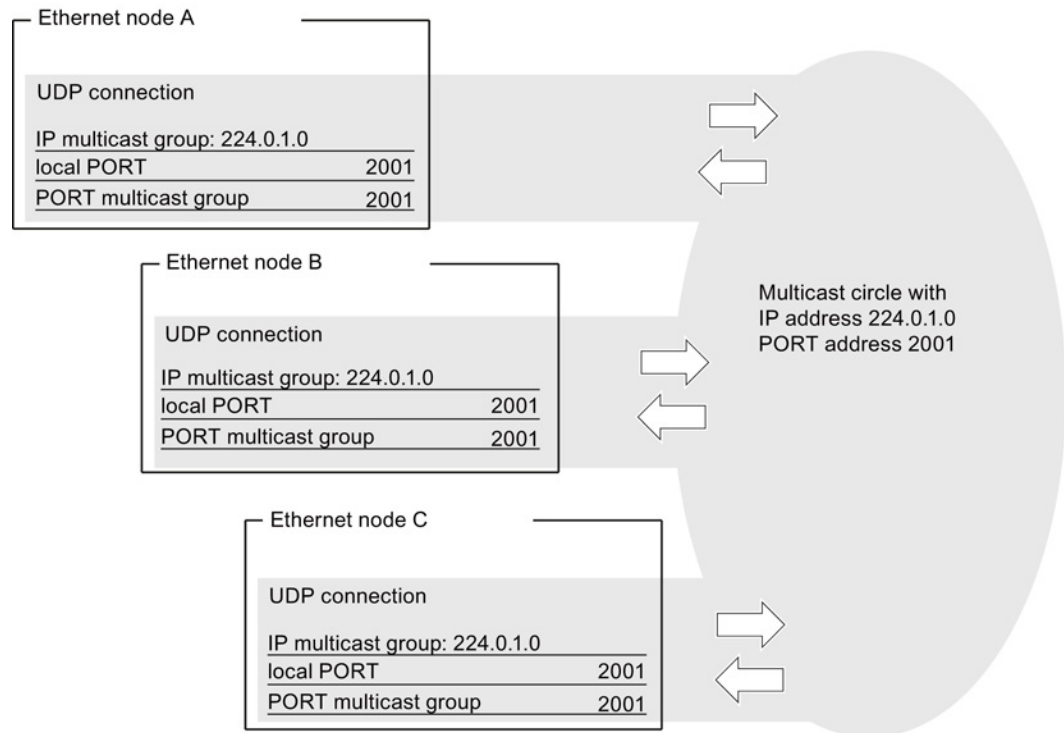 Ethernet node A
UDP connection
IP multicast group: 224.0.1.0
local PORT 2001
PORT multicast group 2001
Ethernet node B
UDP connection
IP multicast group: 224.0.1.0
local PORT 2001
PORT multicast group 2001
Multicast circle with
IP address 224.0.1.0
PORT address 2001
Ethernet node C
UDP connection
IP multicast group: 224.0.1.0
local PORT 2001
PORT multicast group 2001